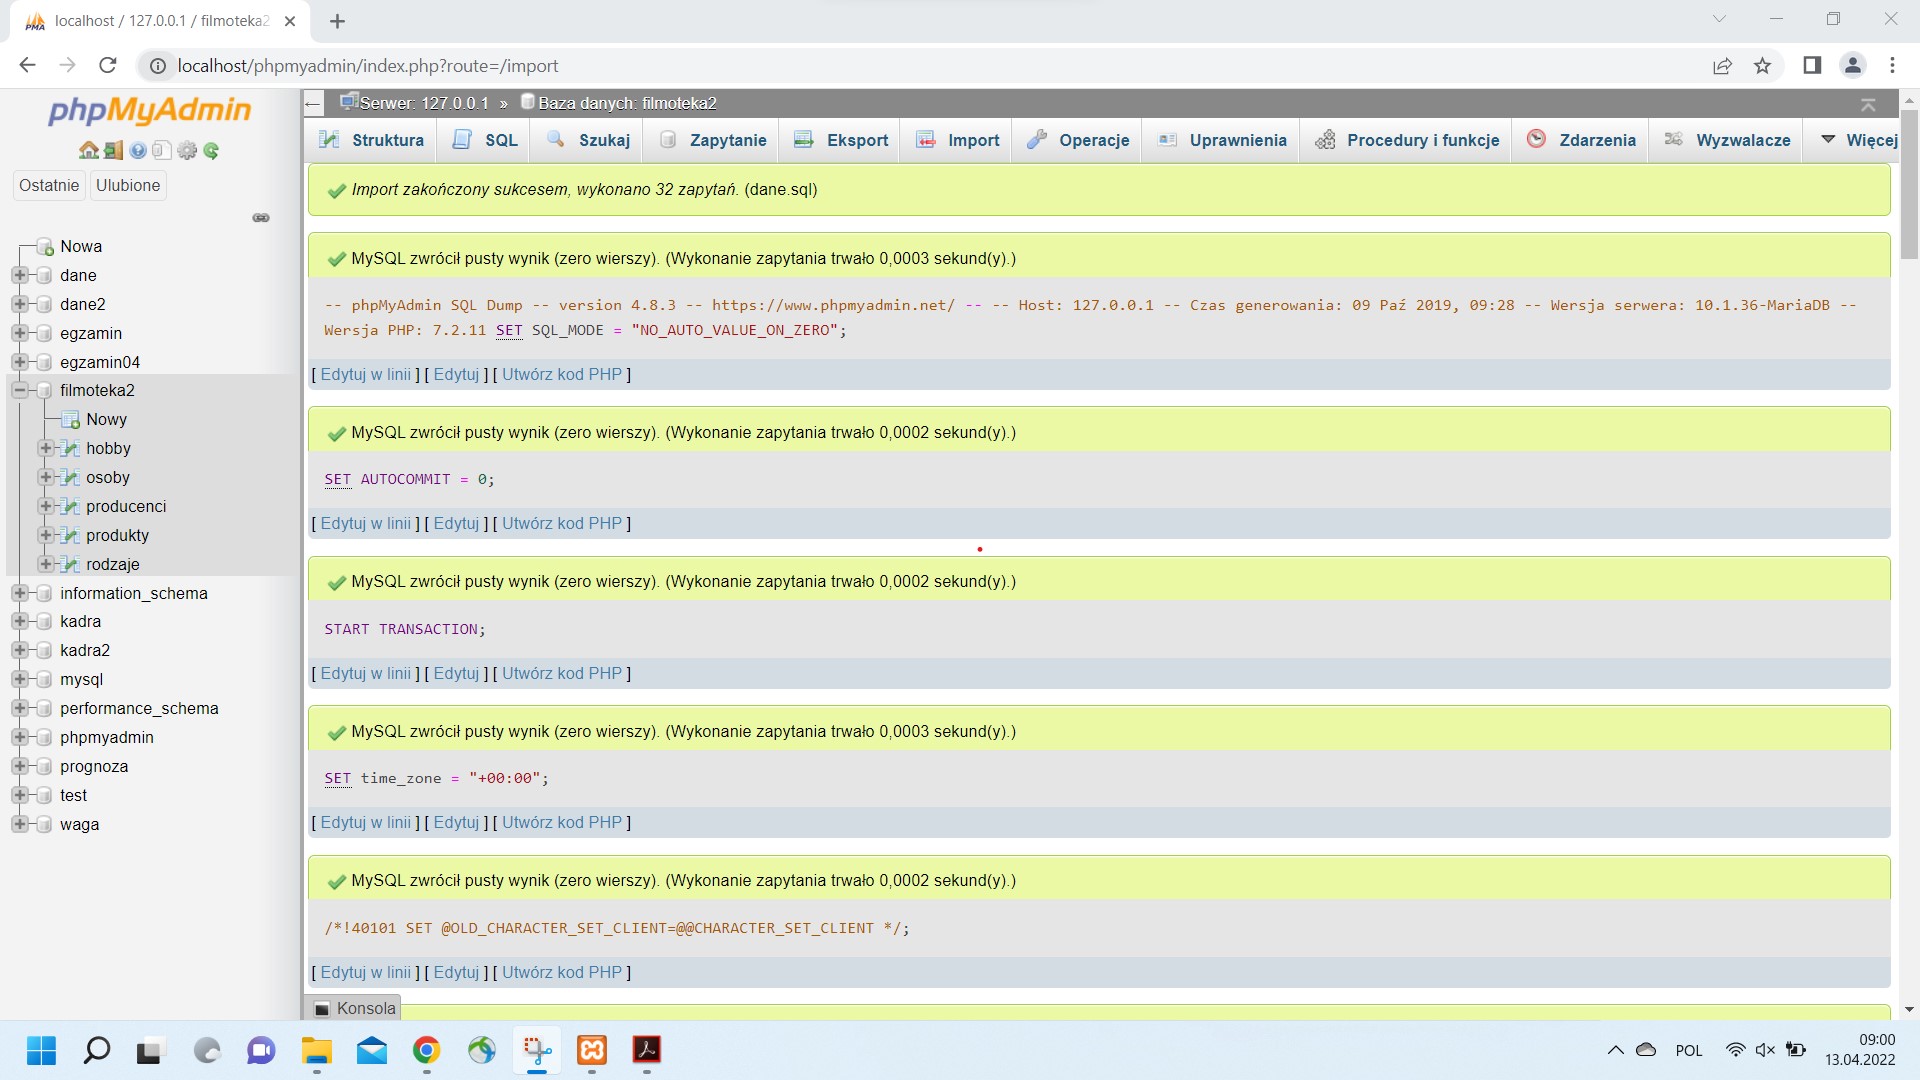 localhost / 127.0.0.1 / filmoteka2
localhost/phpmyadmin/index.php?route=/import
phpMyAdmin
Ostatnie
Ulubione
Nowa
dane
dane2
egzamin
egzamin04
filmoteka2
Nowy
hobby
osoby
producenci
produkty
rodzaje
information_schema
kadra
kadra2
mysql
performance_schema
phpmyadmin
prognoza
test
waga
Serwer: 127.0.0.1 » Baza danych: filmoteka2
Struktura SQL Szukaj Zapytanie Eksport Import Operacje Uprawnienia Procedury i funkcje Zdarzenia Wyzwalacze Więcej
Import zakończony sukcesem, wykonano 32 zapytań. (dane.sql)
MySQL zwrócił pusty wynik (zero wierszy). (Wykonanie zapytania trwało 0,0003 sekund(y).)
-- phpMyAdmin SQL Dump -- version 4.8.3 -- https://www.phpmyadmin.net/ -- -- Host: 127.0.0.1 -- Czas generowania: 09 Paź 2019, 09:28 -- Wersja serwera: 10.1.36-MariaDB --
Wersja PHP: 7.2.11 SET SQL_MODE = "NO_AUTO_VALUE_ON_ZERO";
[ Edytuj w linii ] [ Edytuj ] [ Utwórz kod PHP ]
MySQL zwrócił pusty wynik (zero wierszy). (Wykonanie zapytania trwało 0,0002 sekund(y).)
SET AUTOCOMMIT = 0;
[ Edytuj w linii ] [ Edytuj ] [ Utwórz kod PHP ]
MySQL zwrócił pusty wynik (zero wierszy). (Wykonanie zapytania trwało 0,0002 sekund(y).)
START TRANSACTION;
[ Edytuj w linii ] [ Edytuj ] [ Utwórz kod PHP ]
MySQL zwrócił pusty wynik (zero wierszy). (Wykonanie zapytania trwało 0,0003 sekund(y).)
SET time_zone = "+00:00";
[ Edytuj w linii ] [ Edytuj ] [ Utwórz kod PHP ]
MySQL zwrócił pusty wynik (zero wierszy). (Wykonanie zapytania trwało 0,0002 sekund(y).)
/*!40101 SET @OLD_CHARACTER_SET_CLIENT=@@CHARACTER_SET_CLIENT */;
[ Edytuj w linii ] [ Edytuj ] [ Utwórz kod PHP ]
Konsola
POL
09:00
13.04.2022